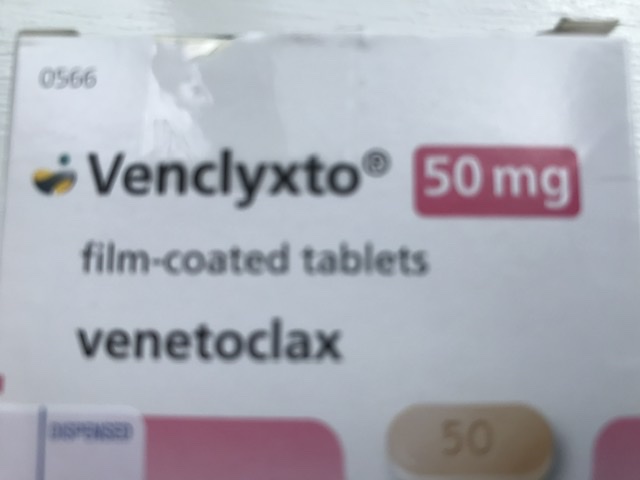 0566
Venclyxto® 50 mg
film-coated tablets
venetoclax
DISPENSED
50